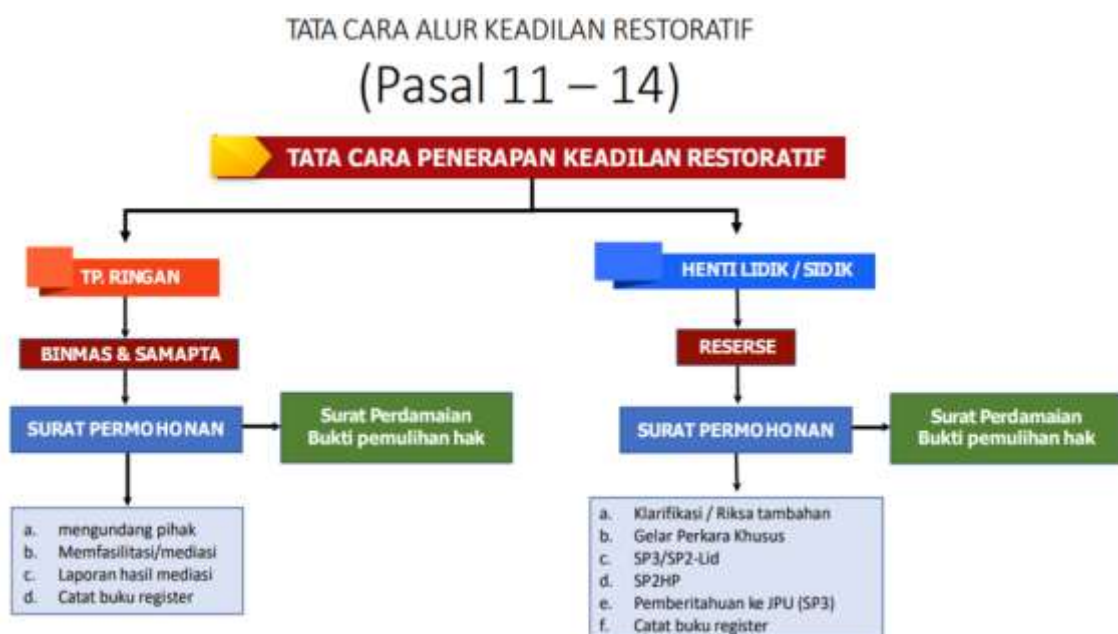 TATA CARA ALUR KEADILAN RESTORATIF
(Pasal 11 – 14)
TATA CARA PENERAPAN KEADILAN RESTORATIF
TP. RINGAN
BINMAS & SAMAPTA
SURAT PERMOHONAN
Surat Perdamaian
Bukti pemulihan hak
a. mengundang pihak
b. Memfasilitasi/mediasi
c. Laporan hasil mediasi
d. Catat buku register
HENTI LIDIK / SIDIK
RESERSE
SURAT PERMOHONAN
Surat Perdamaian
Bukti pemulihan hak
a. Klarifikasi / Riksa tambahan
b. Gelar Perkara Khusus
c. SP3/SP2-Lid
d. SP2HP
e. Pemberitahuan ke JPU (SP3)
f. Catat buku register